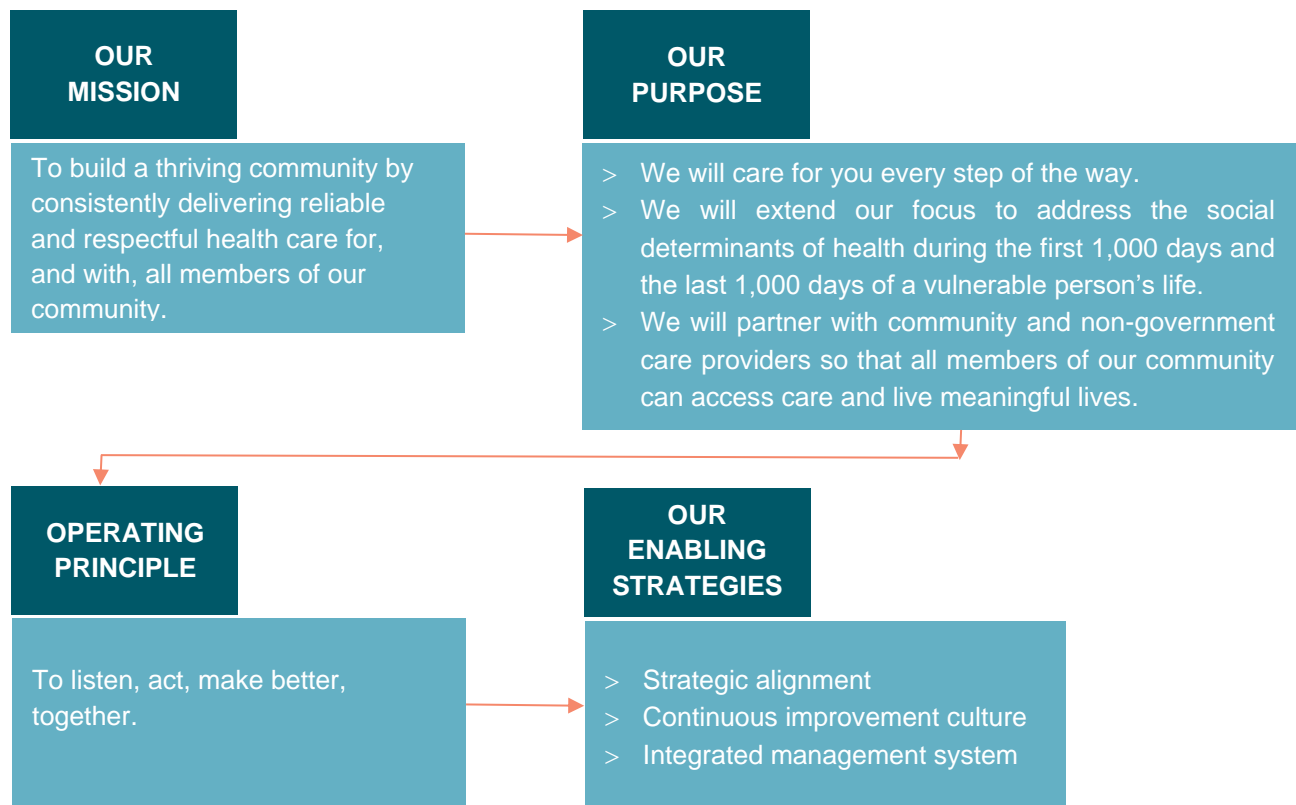 OUR
MISSION
To build a thriving community by
consistently delivering reliable
and respectful health care for,
and with, all members of our
community.
OUR
PURPOSE
> We will care for you every step of the way.
> We will extend our focus to address the social
determinants of health during the first 1,000 days and
the last 1,000 days of a vulnerable person’s life.
> We will partner with community and non-government
care providers so that all members of our community
can access care and live meaningful lives.
OPERATING
PRINCIPLE
To listen, act, make better,
together.
OUR
ENABLING
STRATEGIES
> Strategic alignment
> Continuous improvement culture
> Integrated management system